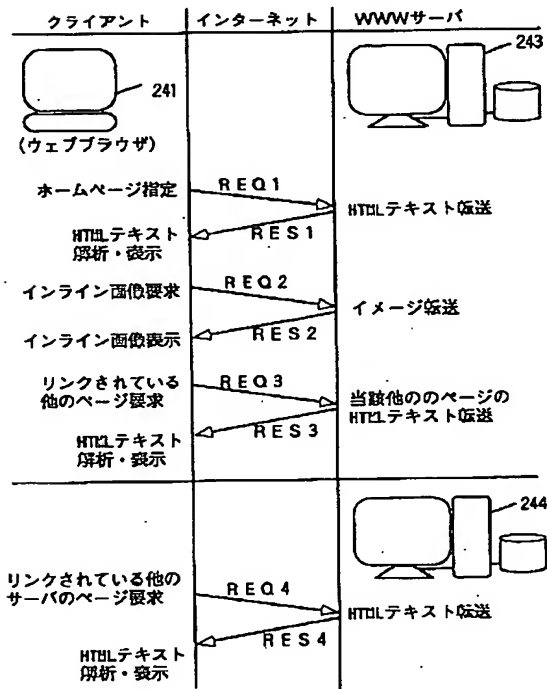 クライアント インターネット WWWサーバ
241
243
(ウェブブラウザ)
ホームページ指定 REQ1
HTMLテキスト転送
HTMLテキスト RES1
解析・表示
インライン画像要求 REQ2
イメージ転送
インライン画像表示 RES2
リンクされている REQ3 当該他ののページの
他のページ要求 HTMLテキスト転送
HTMLテキスト RES3
解析・表示
244
リンクされている他の
サーバのページ要求 REQ4
HTMLテキスト転送
HTMLテキスト RES4
解析・表示